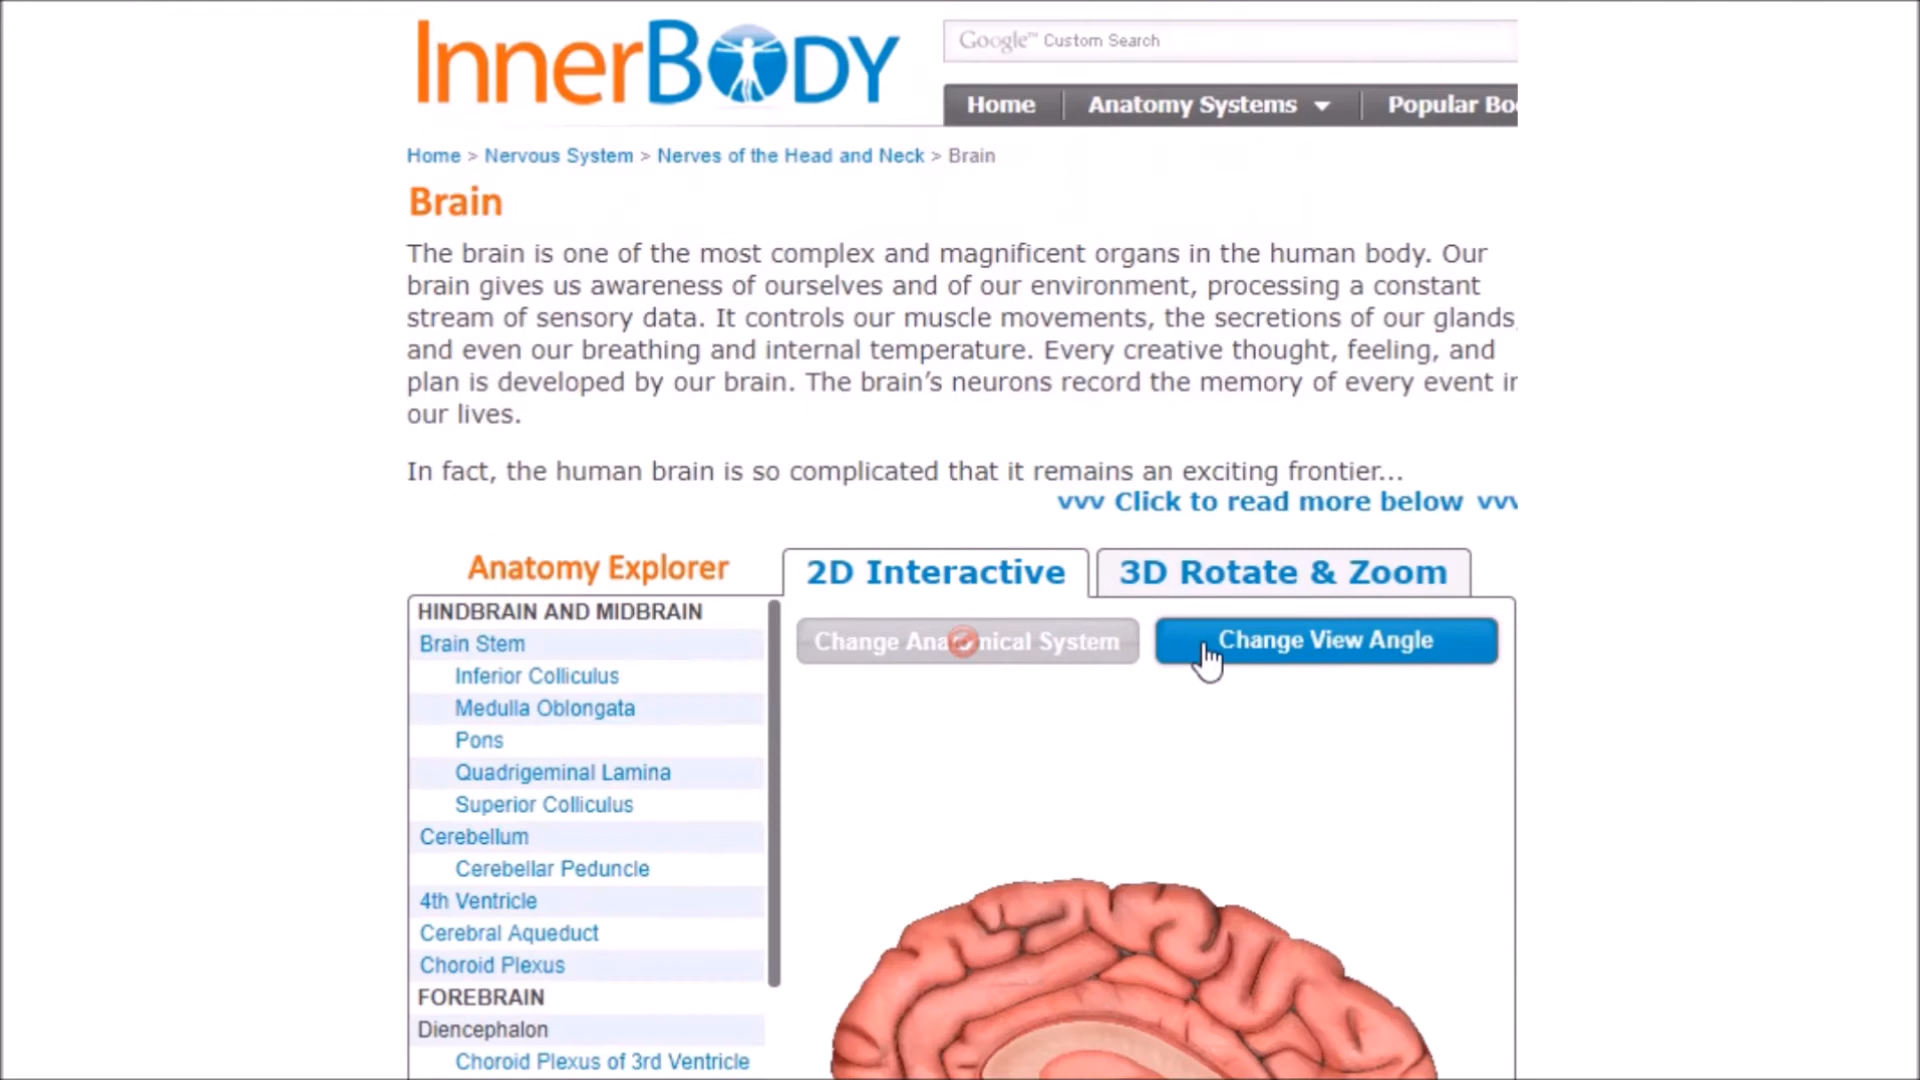 InnerBODY
Google™ Custom Search
Home Anatomy Systems Popular Bo
Home > Nervous System > Nerves of the Head and Neck > Brain
Brain
The brain is one of the most complex and magnificent organs in the human body. Our
brain gives us awareness of ourselves and of our environment, processing a constant
stream of sensory data. It controls our muscle movements, the secretions of our glands,
and even our breathing and internal temperature. Every creative thought, feeling, and
plan is developed by our brain. The brain’s neurons record the memory of every event in
our lives.
In fact, the human brain is so complicated that it remains an exciting frontier...
vvv Click to read more below vvv
Anatomy Explorer
2D Interactive
3D Rotate & Zoom
Change Anatomical System
Change View Angle
HINDBRAIN AND MIDBRAIN
Brain Stem
Inferior Colliculus
Medulla Oblongata
Pons
Quadrigeminal Lamina
Superior Colliculus
Cerebellum
Cerebellar Peduncle
4th Ventricle
Cerebral Aqueduct
Choroid Plexus
FOREBRAIN
Diencephalon
Choroid Plexus of 3rd Ventricle